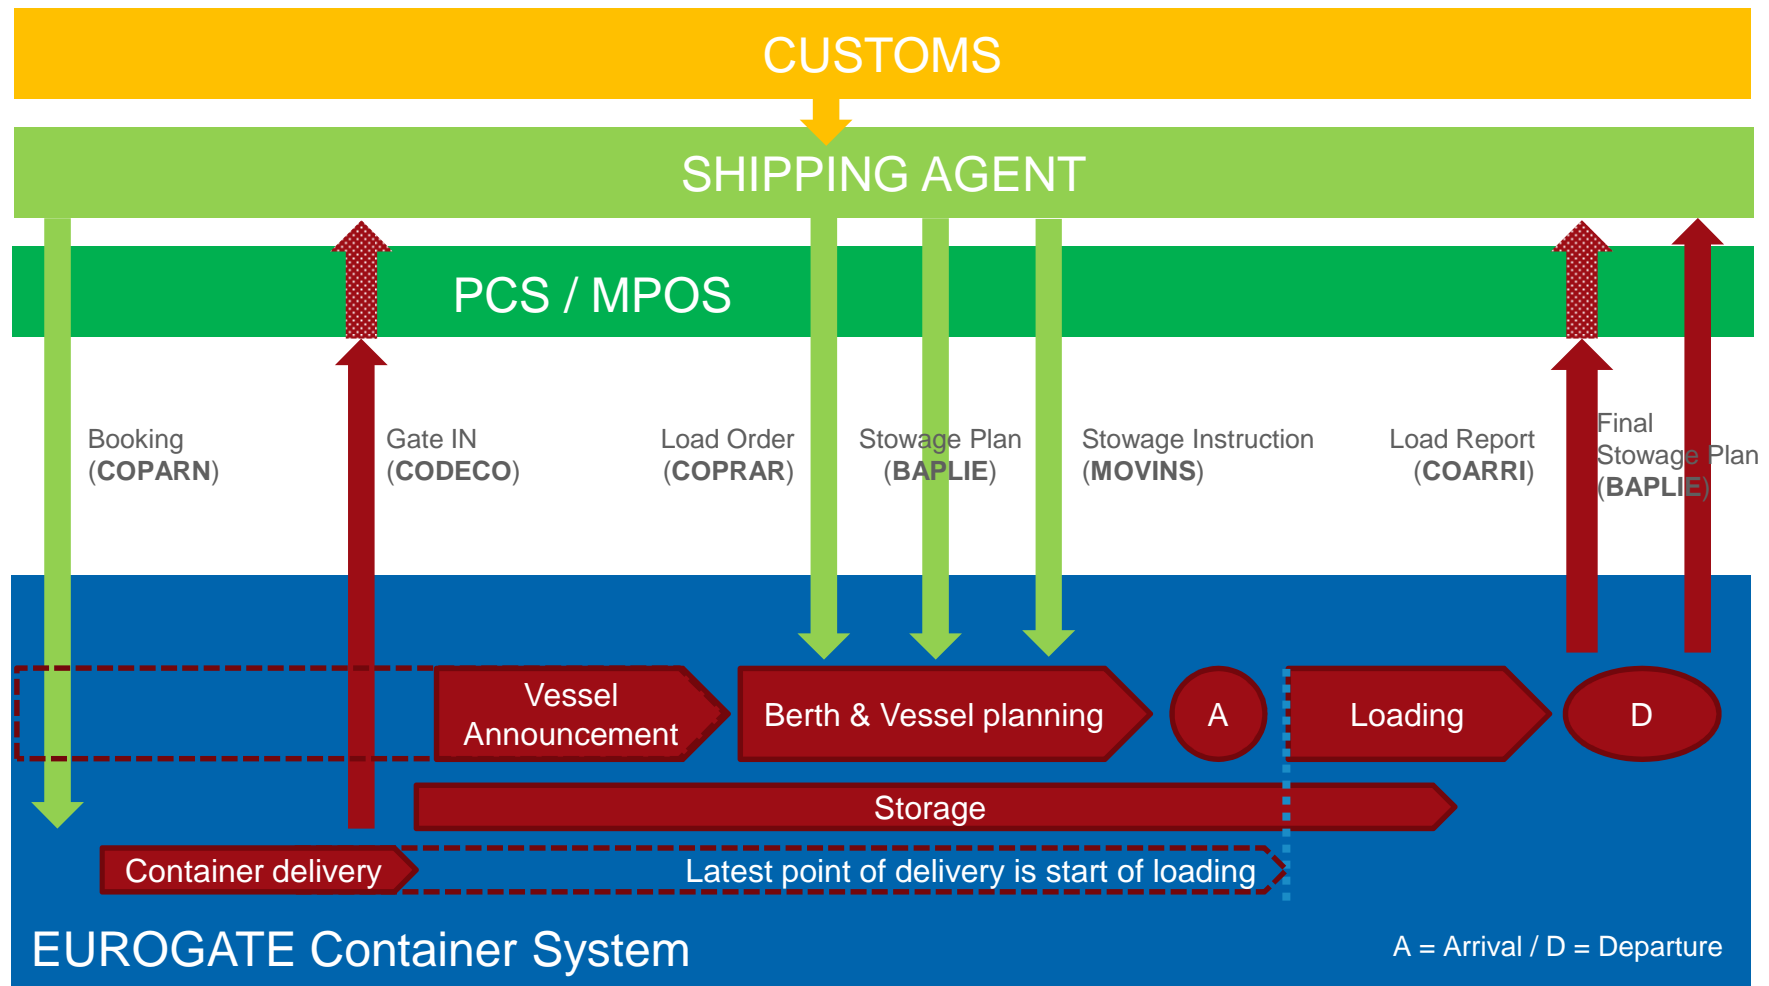 CUSTOMS
SHIPPING AGENT
PCS / MPOS
Booking
(COPARN)
Gate IN
(CODECO)
Load Order
(COPRAR)
Stowage Plan
(BAPLIE)
Stowage Instruction
(MOVINS)
Load Report
(COARRI)
Final
Stowage Plan
(BAPLIE)
Vessel
Announcement
Berth & Vessel planning
A
Loading
D
Storage
Container delivery
Latest point of delivery is start of loading
EUROGATE Container System
A = Arrival / D = Departure